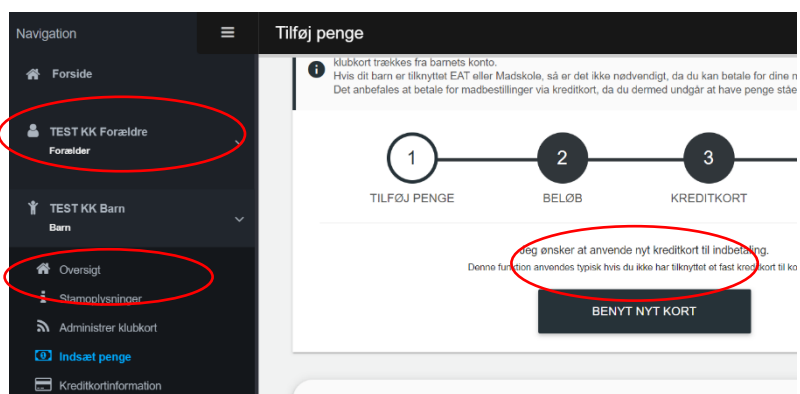 Navigation
Tilføj penge
klubkort trækkes fra barnets konto.
Hvis dit barn er tilknyttet EAT eller Madskole, så er det ikke nødvendigt, da du kan betale for dine
Det anbefales at betale for madbestillinger via kreditkort, da du dermed undgår at have penge ståe
Forside
TEST KK Forældre
Forælder
1
2
3
TILFØJ PENGE
BELØB
KREDITKORT
TEST KK Barn
Barn
Jeg ønsker at anvende nyt kreditkort til indbetaling.
Denne funktion anvendes typisk hvis du ikke har tilknyttet et fast kreditkort til
BENYT NYT KORT
Oversigt
Stamoplysninger
Administrer klubkort
Indsæt penge
Kreditkortinformation